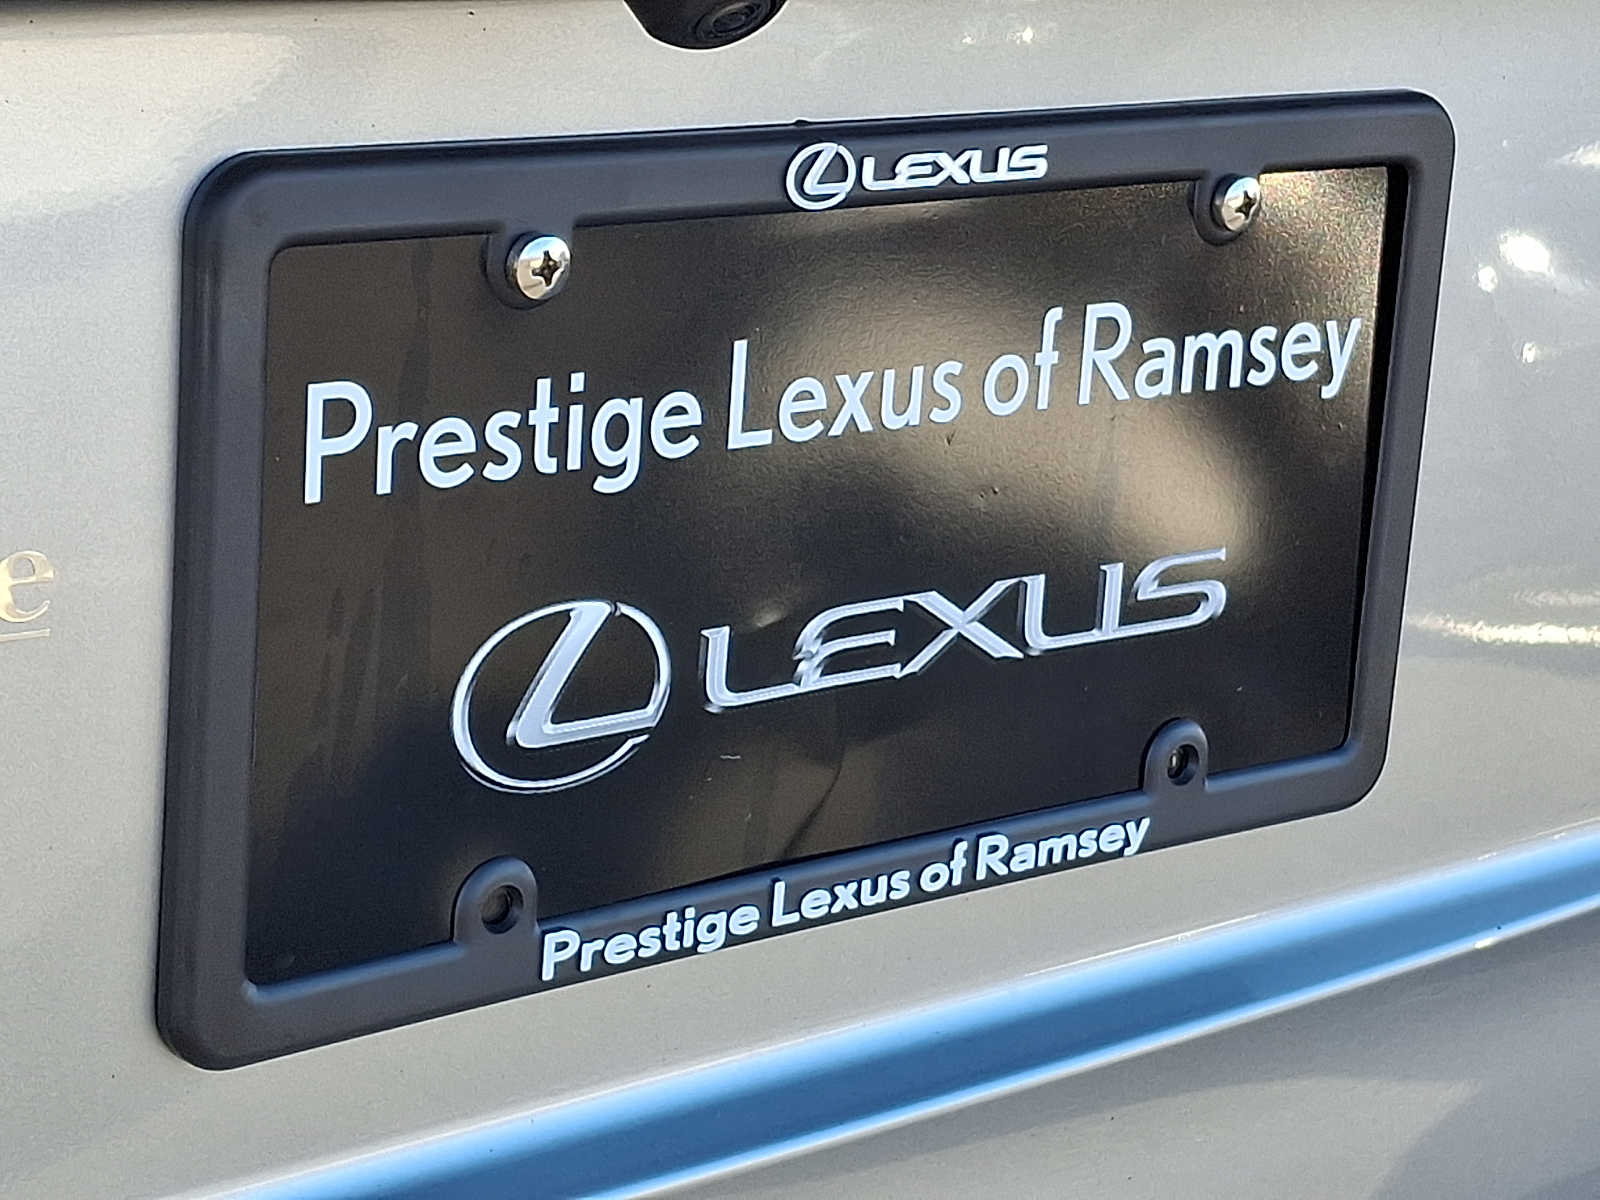 LEXUS
Prestige Lexus of Ramsey
LEXUS
Prestige Lexus of Ramsey
e